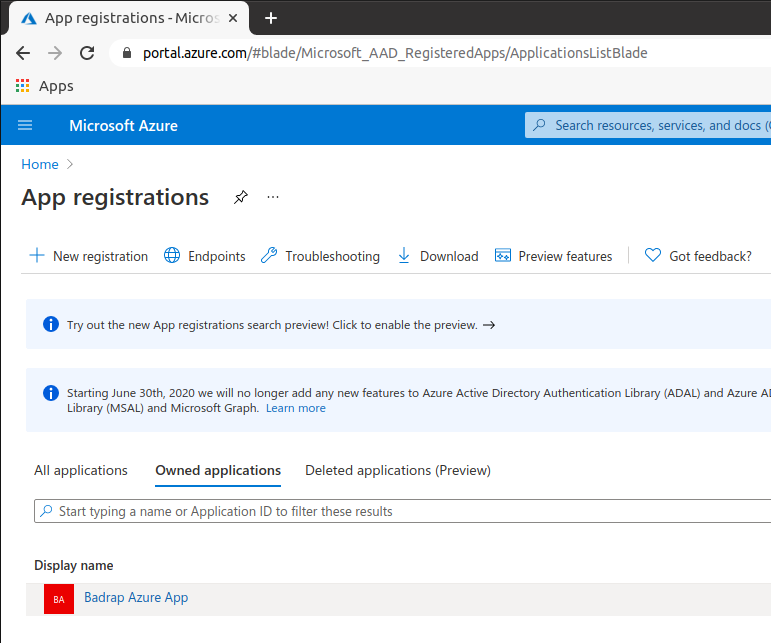 App registrations - Micros
portal.azure.com/#blade/Microsoft_AAD_RegisteredApps/ApplicationsListBlade
Apps
Microsoft Azure
Search resources, services, and docs (
Home
App registrations
New registration
Endpoints
Troubleshooting
Download
Preview features
Got feedback?
Try out the new App registrations search preview! Click to enable the preview. →
Starting June 30th, 2020 we will no longer add any new features to Azure Active Directory Authentication Library (ADAL) and Azure
Library (MSAL) and Microsoft Graph. Learn more
All applications
Owned applications
Deleted applications (Preview)
Start typing a name or Application ID to filter these results
Display name
BA
Badrap Azure App